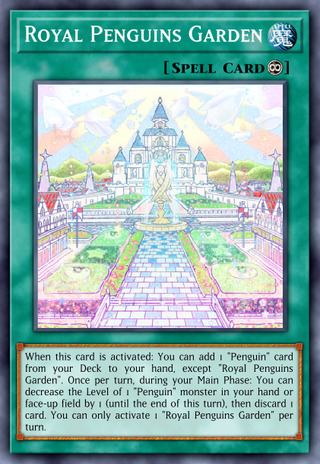 ROYAL PENGUINS GARDEN 魔
[SPELL CARD]
When this card is activated: You can add 1 "Penguin" card
from your Deck to your hand, except "Royal Penguins
Garden". Once per turn, during your Main Phase: You can
decrease the Level of 1 "Penguin" monster in your hand or
face-up field by 1 (until the end of this turn), then discard 1
card. You can only activate 1 "Royal Penguins Garden" per
turn.